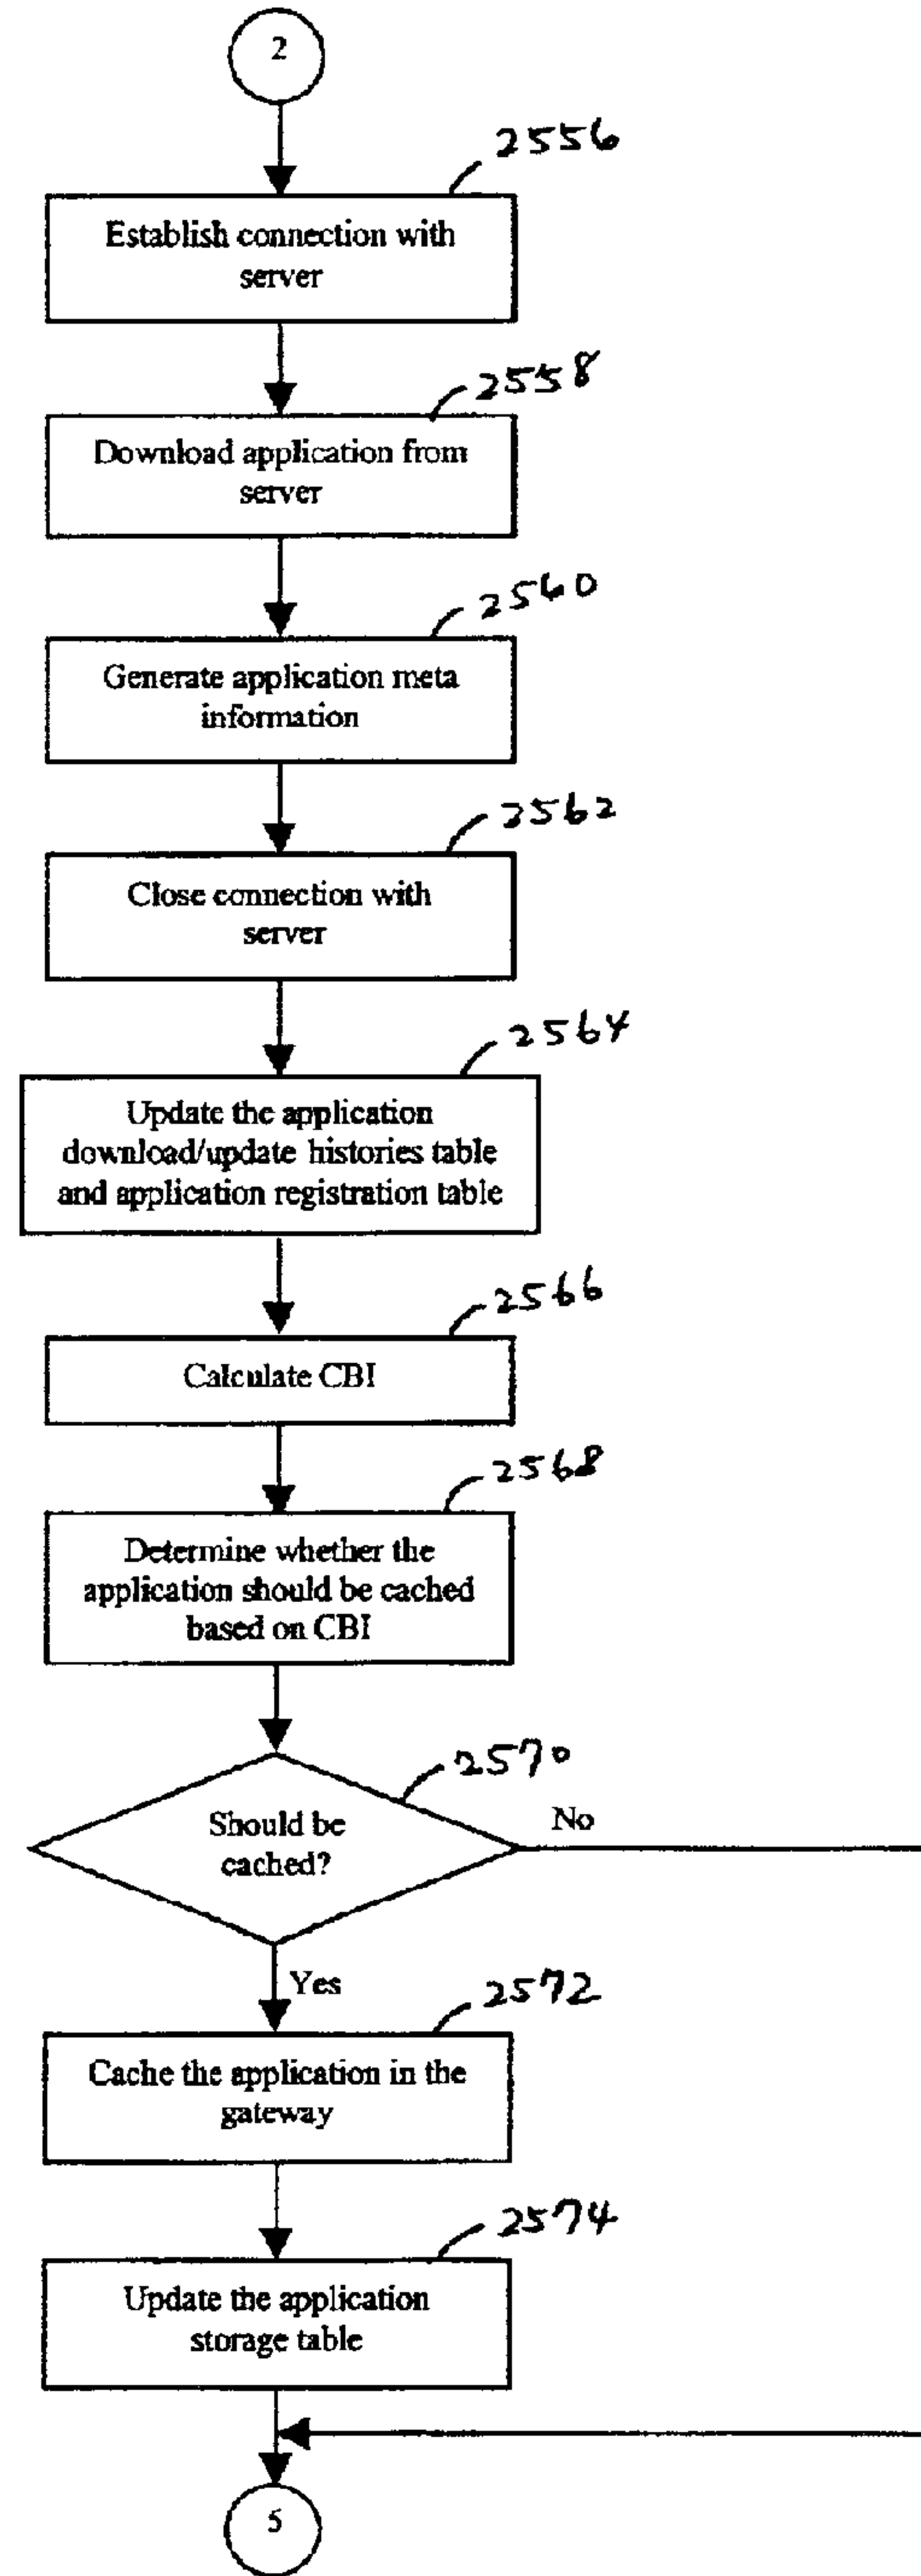 2
2556
Establish connection with
server
2558
Download application from
server
2560
Generate application meta
information
2562
Close connection with
server
2564
Update the application
download/update histories table
and application registration table
2566
Calculate CBI
2568
Determine whether the
application should be cached
based on CBI
2570
Should be
cached?
No
Yes
2572
Cache the application in the
gateway
2574
Update the application
storage table
5